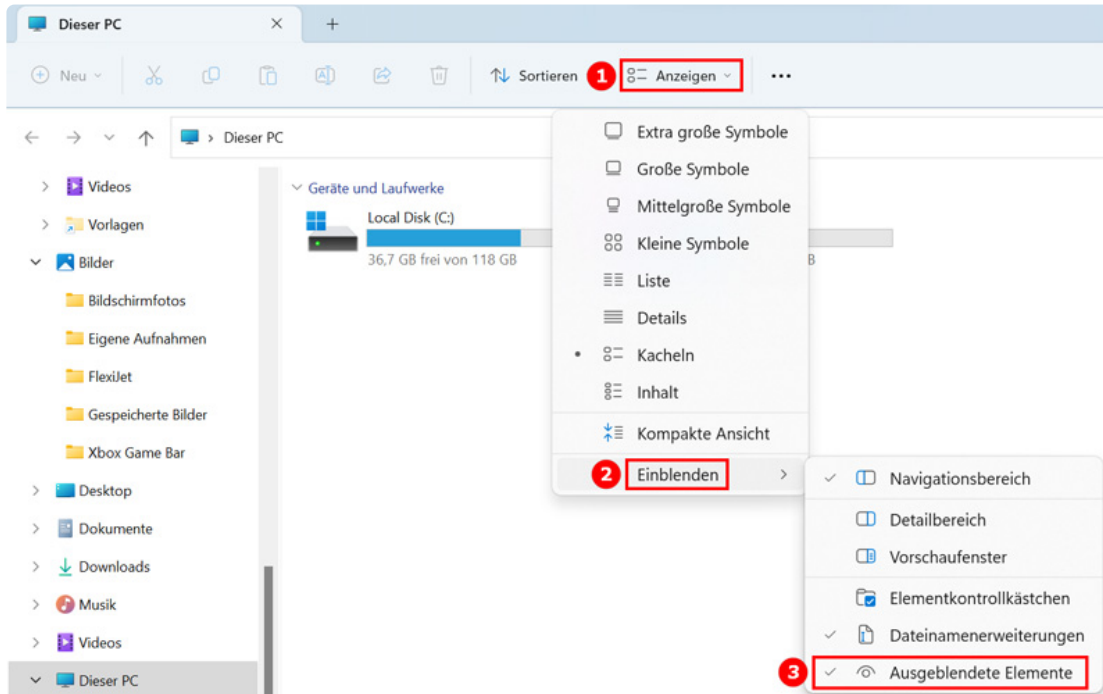 Dieser PC
Neu
Sortieren
1
Anzeigen
Dieser PC
Videos
Vorlagen
Bilder
Bildschirmfotos
Eigene Aufnahmen
FlexiJet
Gespeicherte Bilder
Xbox Game Bar
Desktop
Dokumente
Downloads
Musik
Videos
Dieser PC
Geräte und Laufwerke
Local Disk (C:)
36,7 GB frei von 118 GB
B
Extra große Symbole
Große Symbole
Mittelgroße Symbole
Kleine Symbole
Liste
Details
Kacheln
Inhalt
Kompakte Ansicht
2 Einblenden
Navigationsbereich
Detailbereich
Vorschaufenster
Elementkontrollkästchen
Dateinamenerweiterungen
3 Ausgeblendete Elemente